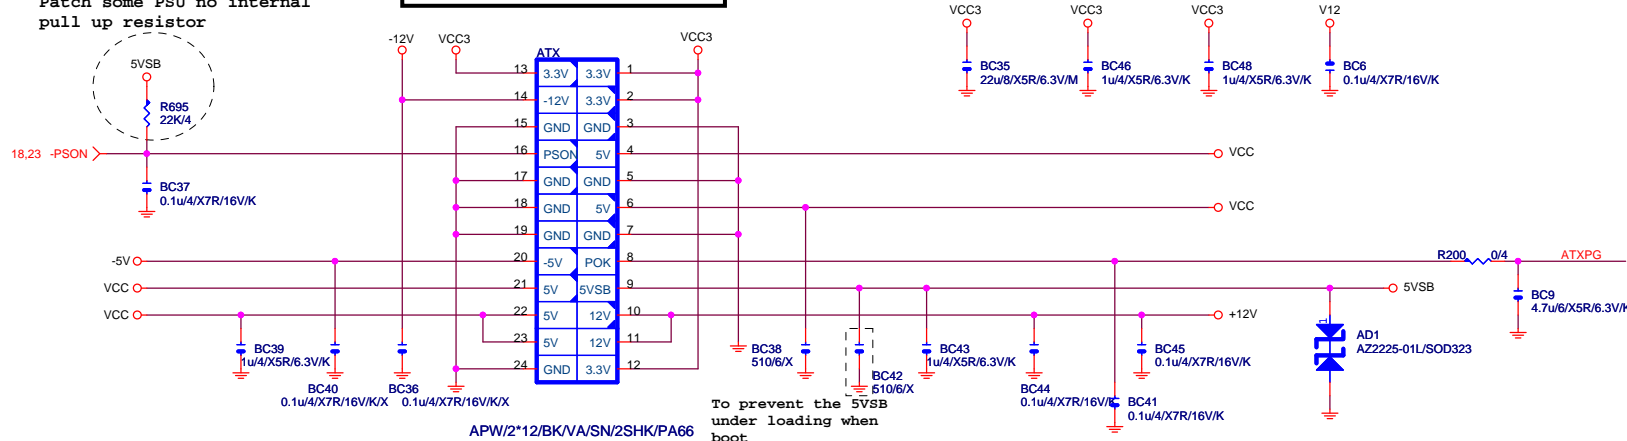 Patch some PSU no internal
pull up resistor
5VSB
R695
22K/4
18,23 -PSON
BC37
0.1u/4/X7R/16V/K
-12V
VCC3
VCC3
ATX
13 3.3V 3.3V 1
14 -12V 3.3V 2
15 GND GND 3
16 PSON 5V 4
17 GND GND 5
18 GND 5V 6
19 GND GND 7
20 -5V POK 8
21 5V 5VSB 9
22 5V 12V 10
23 5V 12V 11
24 GND 3.3V 12
-5V
VCC
VCC
BC39
1u/4/X5R/6.3V/K
BC40
0.1u/4/X7R/16V/K/X
BC36
0.1u/4/X7R/16V/K/X
APW/2*12/BK/VA/SN/2SHK/PA66
VCC3
BC35
22u/8/X5R/6.3V/M
VCC3
BC46
1u/4/X5R/6.3V/K
VCC3
BC48
1u/4/X5R/6.3V/K
V12
BC6
0.1u/4/X7R/16V/K
VCC
VCC
R200 0/4
ATXPG
5VSB
+12V
BC9
4.7u/6/X5R/6.3V/K
1
AD1
AZ2225-01L/SOD323
BC38
510/6/X
BC42
510/6/X
BC43
1u/4/X5R/6.3V/K
BC44
0.1u/4/X7R/16V/K
BC45
0.1u/4/X7R/16V/K
BC41
0.1u/4/X7R/16V/K
To prevent the 5VSB
under loading when
boot